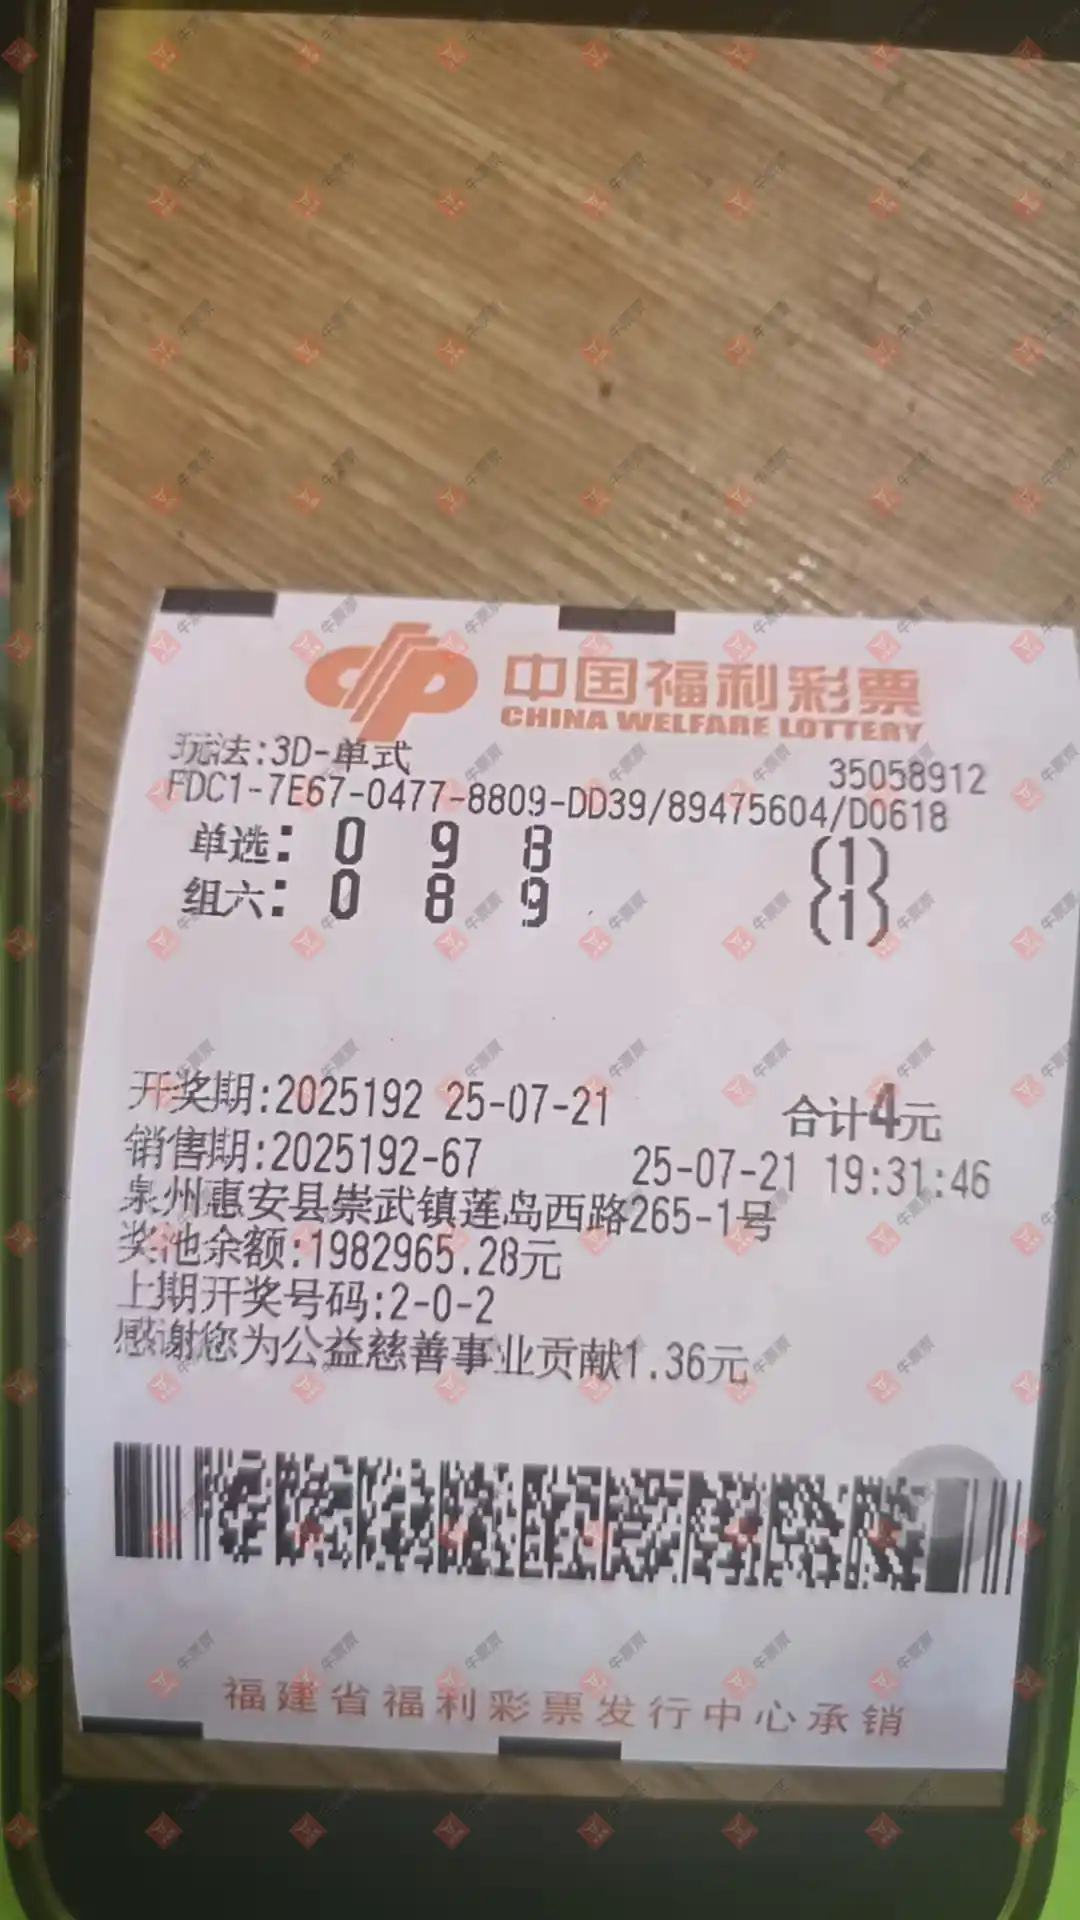 中国福利彩票
CHINA WELFARE LOTTERY
玩法:3D-单式
35058912
FDC1-7E67-0477-8809-DD39/89475604/D0618
单选: 0 9 8 (1)
组六: 0 8 9 (1)
开奖期:2025192 25-07-21 合计4元
销售期:2025192-67 25-07-21 19:31:46
泉州惠安县崇武镇莲岛西路265-1号
奖池余额:1982965.28元
上期开奖号码:2-0-2
感谢您为公益慈善事业贡献1.36元
福建省福利彩票发行中心承销